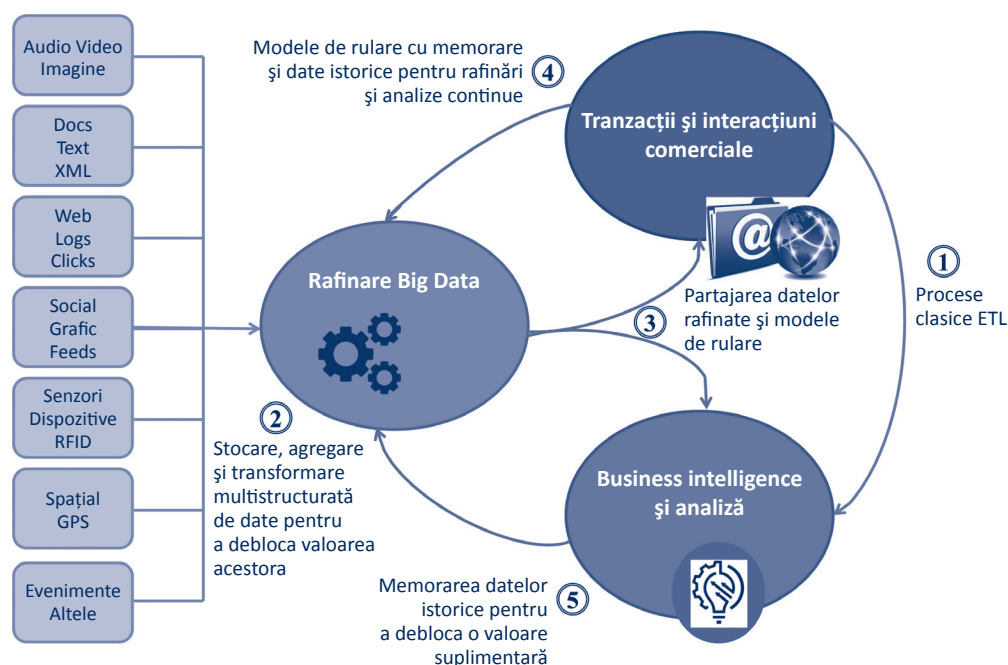 Audio Video
Imagine
Docs
Text
XML
Web
Logs
Clicks
Social
Grafic
Feeds
Senzori
Dispozitive
RFID
Spațial
GPS
Evenimente
Altele
Modele de rulare cu memorare
și date istorice pentru rafinări
și analize continue
4
Tranzacții și interacțiuni
comerciale
@
1
Procese
clasice ETL
Rafinare Big Data
3
Partajarea datelor
rafinate și modele
de rulare
2
Stocare, agregare
și transformare
multistructurată
de date pentru
a debloca valoarea
acestora
Business intelligence
și analiză
Memorarea datelor
istorice pentru
a debloca o valoare
suplimentară
5